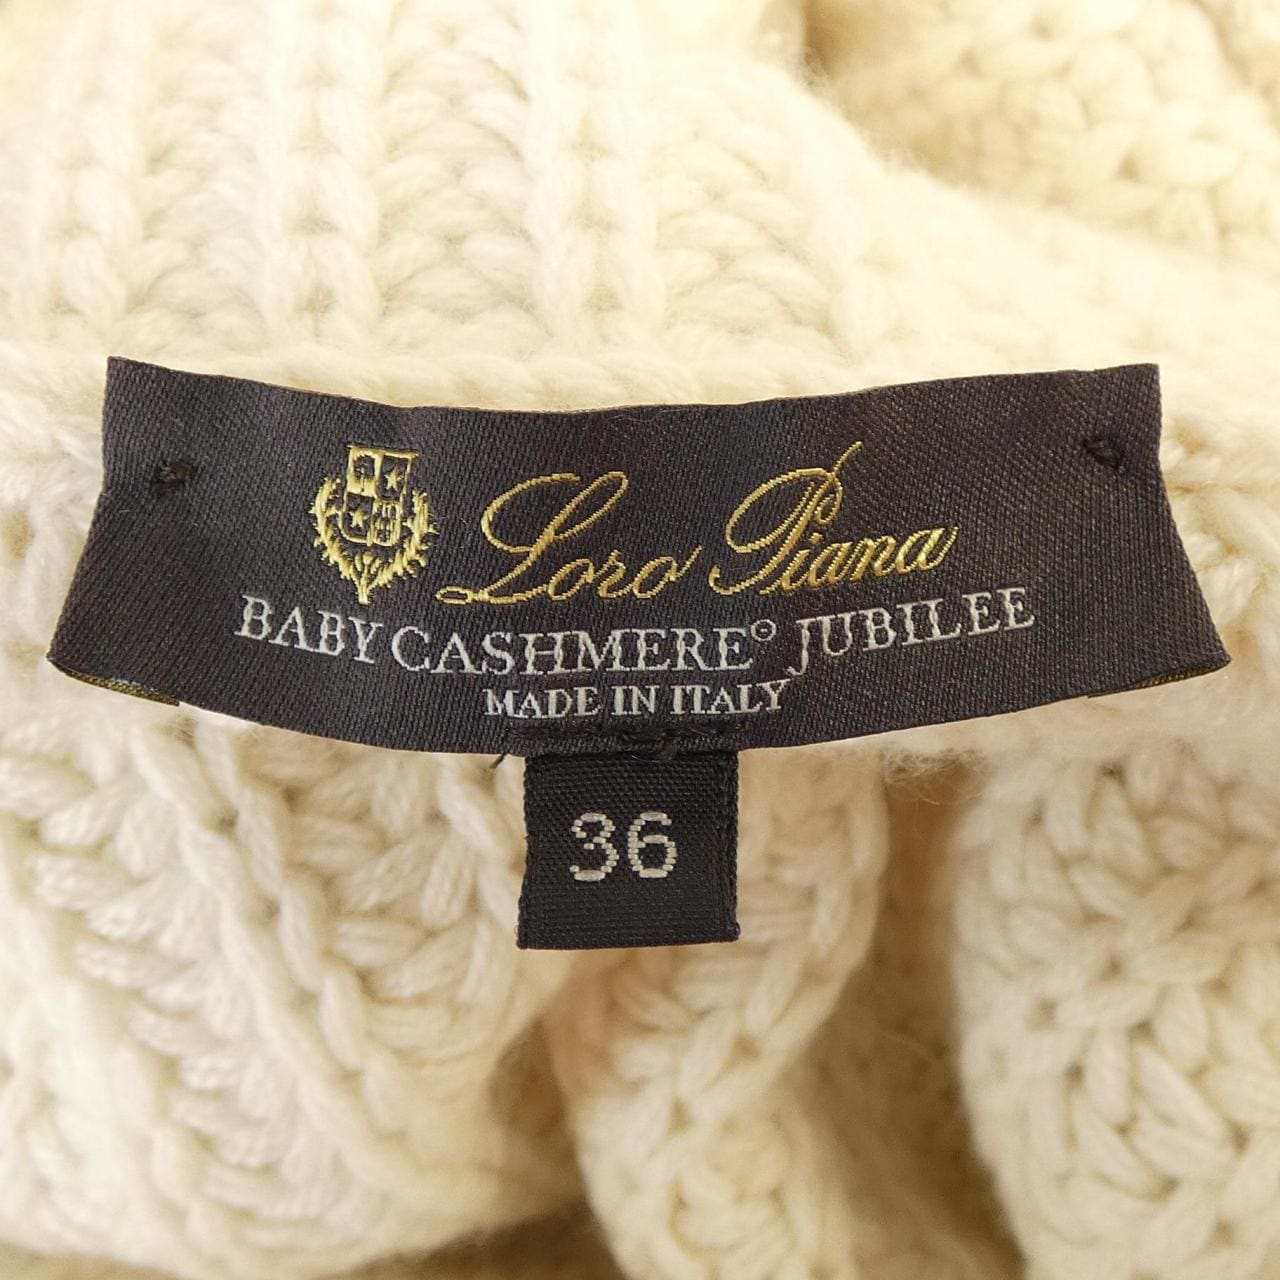 Loro Piana
BABY CASHMERE® JUBILEE
MADE IN ITALY
36